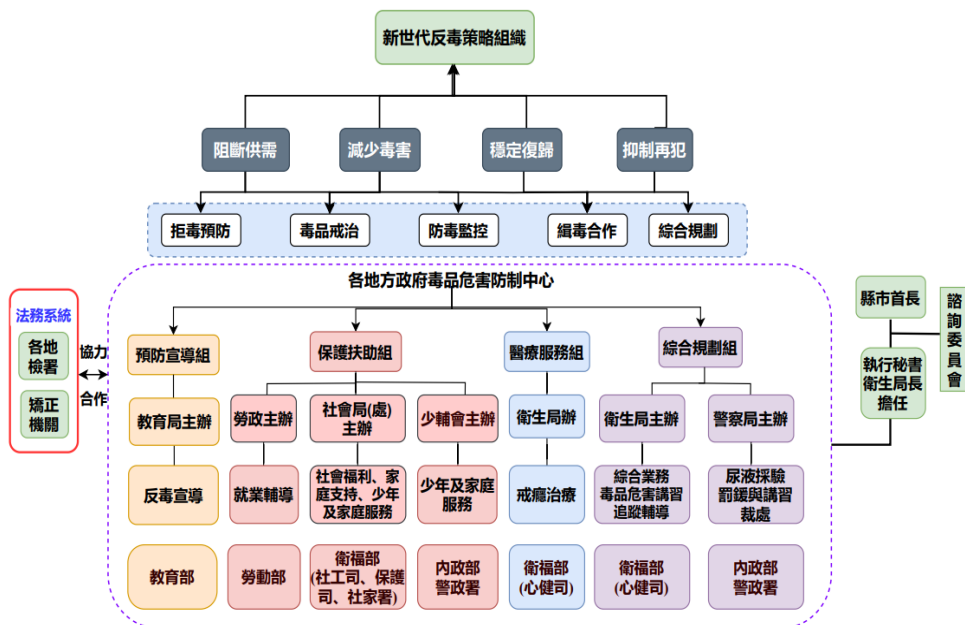 新世代反毒策略組織
阻斷供需
減少毒害
穩定復歸
抑制再犯
拒毒預防
毒品戒治
防毒監控
緝毒合作
綜合規劃
各地方政府毒品危害防制中心
法務系統
各地
檢署
矯正
機關
協力
合作
預防宣導組
保護扶助組
醫療服務組
綜合規劃組
教育局主辦
勞政主辦
社會局(處)
主辦
少輔會主辦
衛生局辦
衛生局主辦
警察局主辦
反毒宣導
就業輔導
社會福利、家
庭支持、少年
及家庭服務
少年及家庭
服務
戒癮治療
綜合業務
毒品危害講習
追蹤輔導
尿液採驗
罰鍰與講習
裁處
教育部
勞動部
衛福部
(社工司、保護
司、社家署)
內政部
警政署
衛福部
(心健司)
衛福部
(心健司)
內政部
警政署
縣市首長
執行秘書
衛生局長
擔任
諮詢委員會